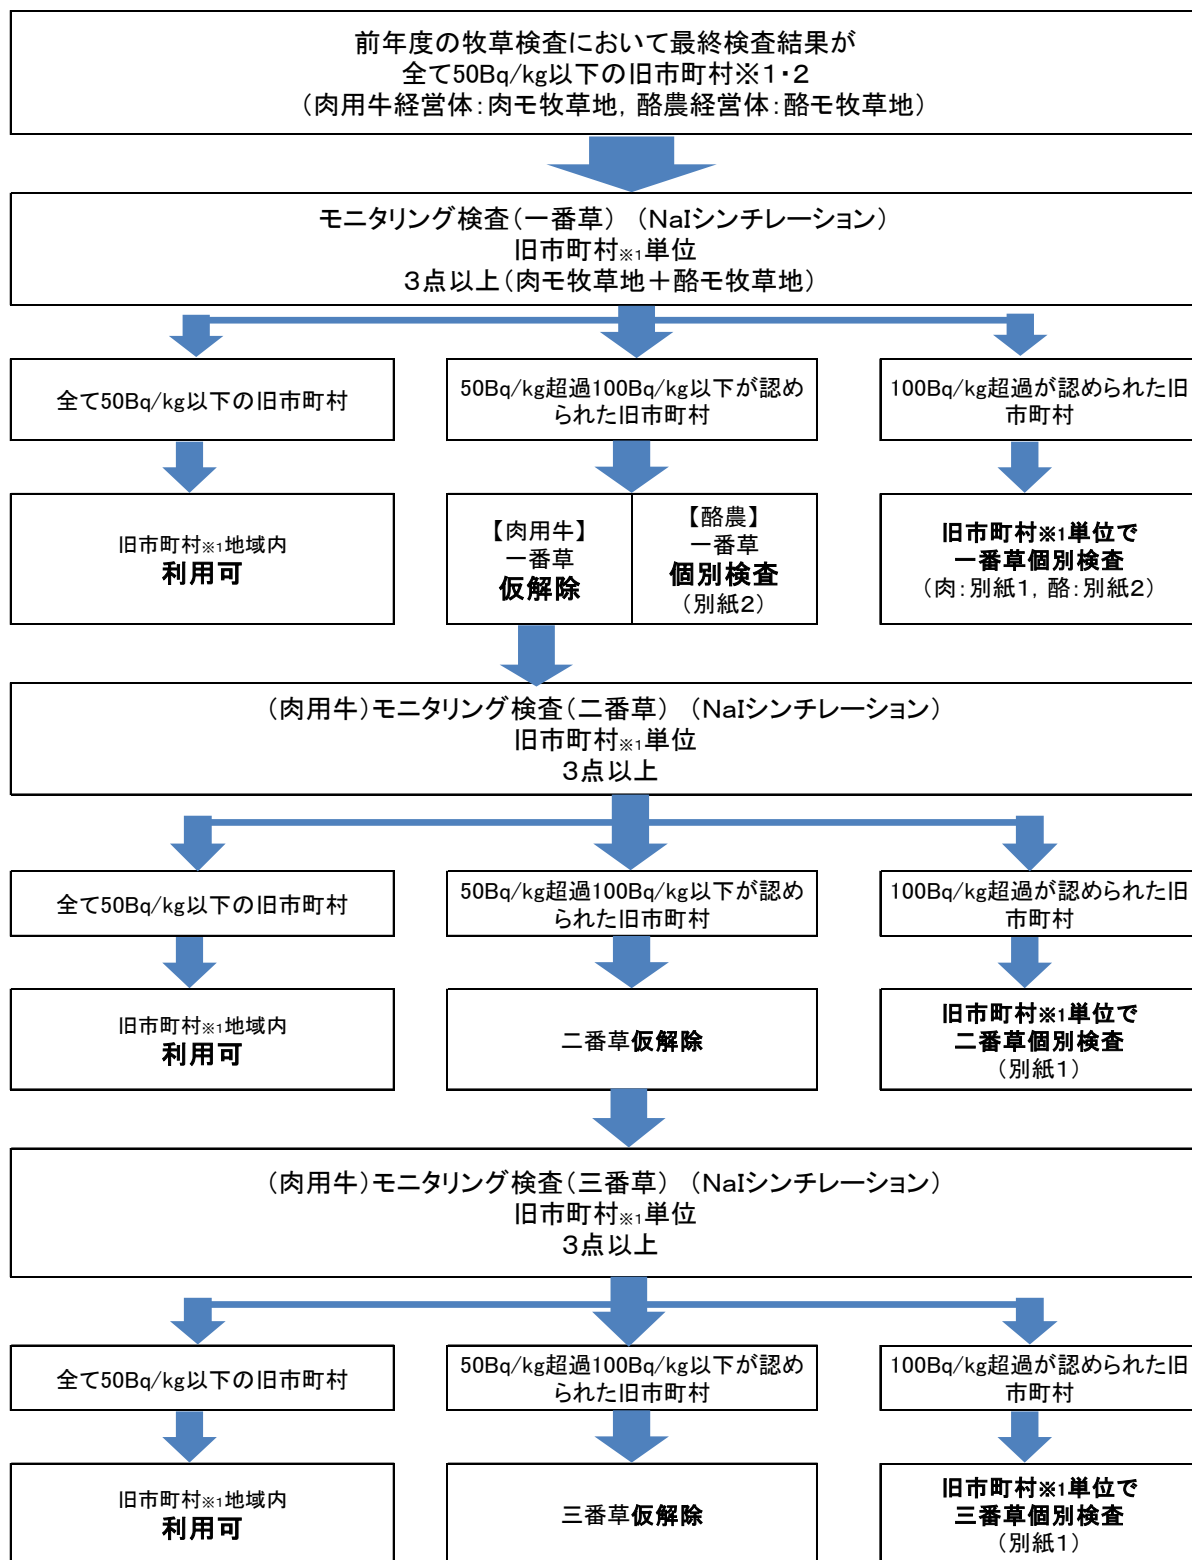 前年度の牧草検査において最終検査結果が
全て50Bq/kg以下の旧市町村※１・２
（肉用牛経営体：肉モ牧草地，酪農経営体：酪モ牧草地）
モニタリング検査（一番草）（NaIシンチレーション）
旧市町村※1単位
３点以上（肉モ牧草地＋酪モ牧草地）
全て50Bq/kg以下の旧市町村
50Bq/kg超過100Bq/kg以下が認め
られた旧市町村
100Bq/kg超過が認められた旧
市町村
旧市町村※1地域内
利用可
【肉用牛】
一番草
仮解除
【酪農】
一番草
個別検査
（別紙２）
旧市町村※1単位で
一番草個別検査
（肉：別紙１，酪：別紙２）
（肉用牛）モニタリング検査（二番草）（NaIシンチレーション）
旧市町村※1単位
３点以上
全て50Bq/kg以下の旧市町村
50Bq/kg超過100Bq/kg以下が認め
られた旧市町村
100Bq/kg超過が認められた旧
市町村
旧市町村※1地域内
利用可
二番草仮解除
旧市町村※1単位で
二番草個別検査
（別紙１）
（肉用牛）モニタリング検査（三番草）（NaIシンチレーション）
旧市町村※1単位
３点以上
全て50Bq/kg以下の旧市町村
50Bq/kg超過100Bq/kg以下が認め
られた旧市町村
100Bq/kg超過が認められた旧
市町村
旧市町村※1地域内
利用可
三番草仮解除
旧市町村※1単位で
三番草個別検査
（別紙１）